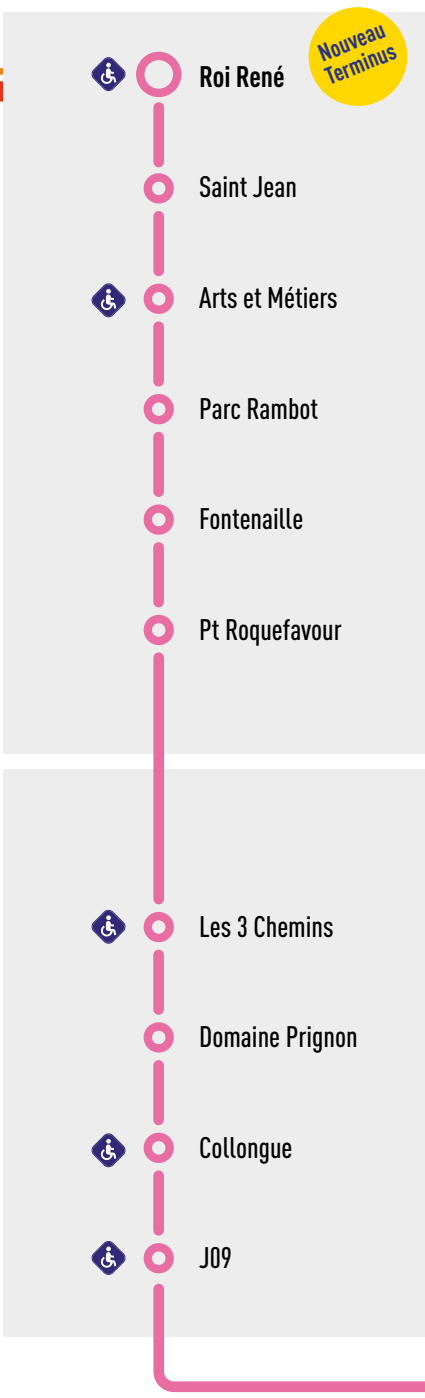 Roi René
Nouveau
Terminus
Saint Jean
Arts et Métiers
Parc Rambot
Fontenaille
Pt Roquefavour
Les 3 Chemins
Domaine Prignon
Collongue
J09